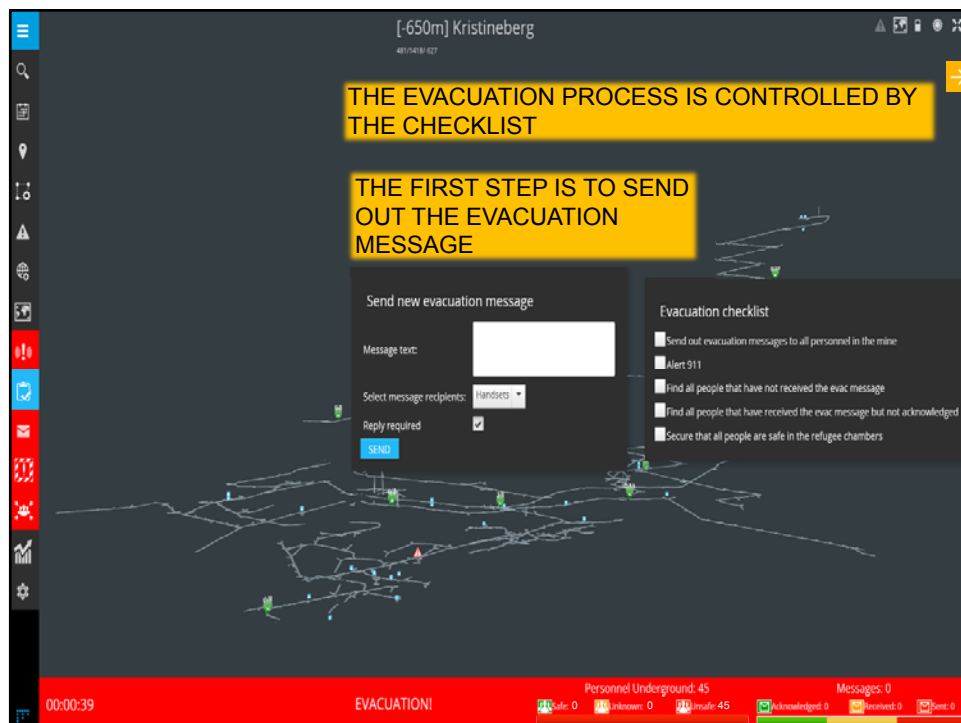 [-650m] Kristineberg
481/1418/ 627
THE EVACUATION PROCESS IS CONTROLLED BY
THE CHECKLIST
THE FIRST STEP IS TO SEND
OUT THE EVACUATION
MESSAGE
Send new evacuation message
Message text:
Select message recipients: Handsets
Reply required
SEND
Evacuation checklist
Send out evacuation messages to all personnel in the mine
Alert 911
Find all people that have not received the evac message
Find all people that have received the evac message but not acknowledged
Secure that all people are safe in the refugee chambers
00:00:39
EVACUATION!
Personnel Underground: 45
Safe: 0 Unknown: 0 Unsafe: 45
Messages: 0
Acknowledged: 0 Received: 0 Sent: 0